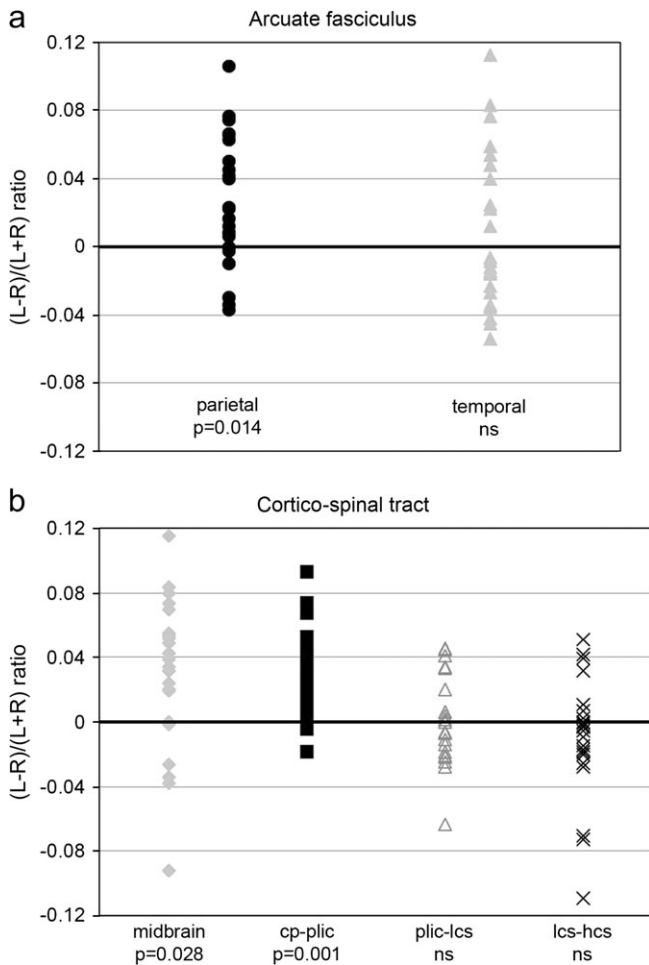 a
Arcuate fasciculus
(L-R)/(L+R) ratio
0.12
0.08
0.04
0
-0.04
-0.08
-0.12
parietal
p=0.014
temporal
ns
b
Cortico-spinal tract
(L-R)/(L+R) ratio
0.12
0.08
0.04
0
-0.04
-0.08
-0.12
midbrain
p=0.028
cp-plic
p=0.001
plic-lcs
ns
lcs-hcs
ns